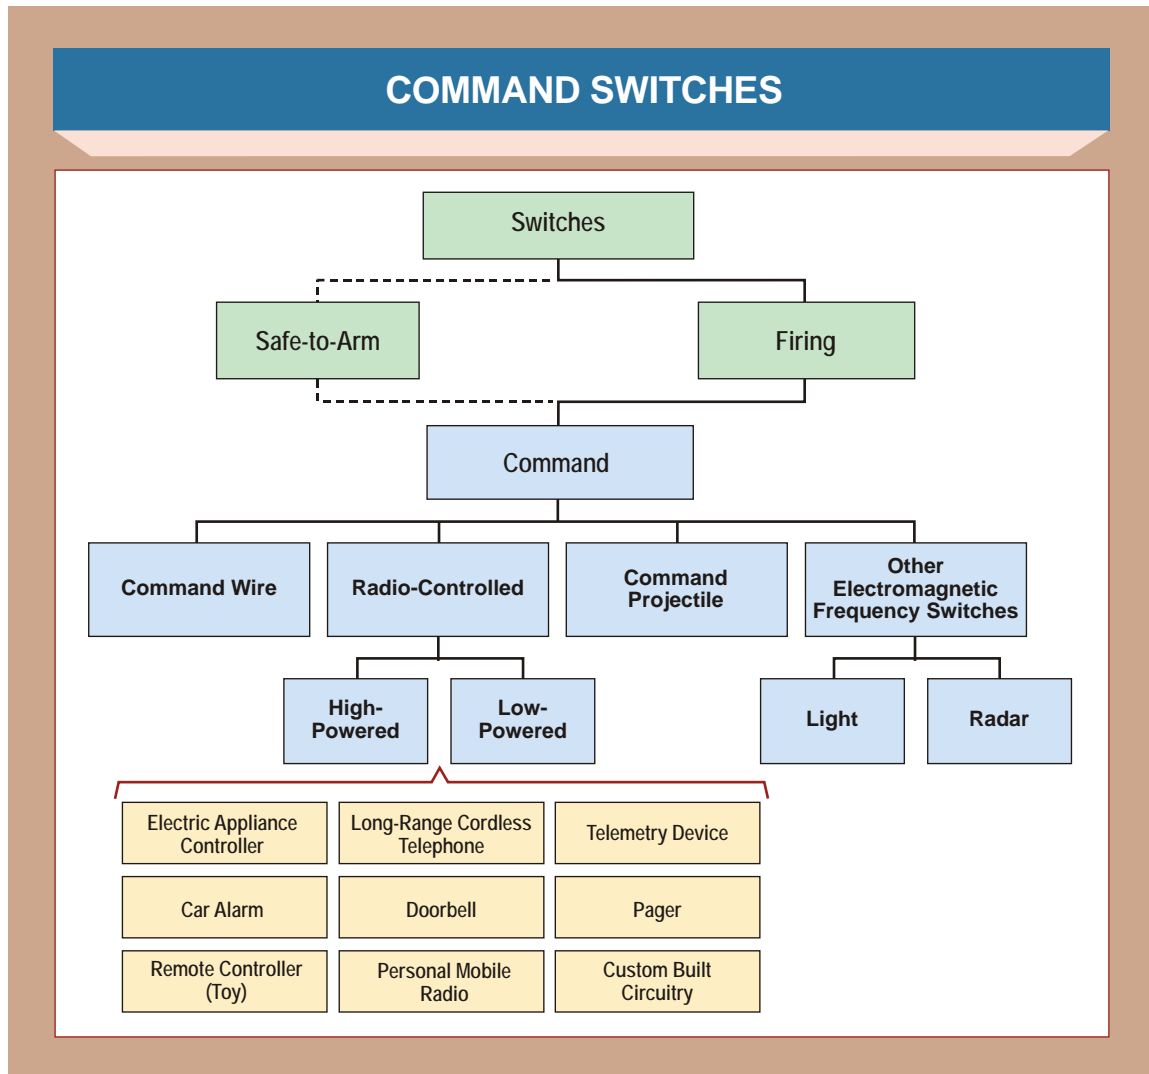 COMMAND SWITCHES
Switches
Safe-to-Arm
Firing
Command
Command Wire
Radio-Controlled
Command
Projectile
Other
Electromagnetic
Frequency Switches
High-
Powered
Low-
Powered
Light
Radar
Electric Appliance
Controller
Long-Range Cordless
Telephone
Telemetry Device
Car Alarm
Doorbell
Pager
Remote Controller
(Toy)
Personal Mobile
Radio
Custom Built
Circuitry